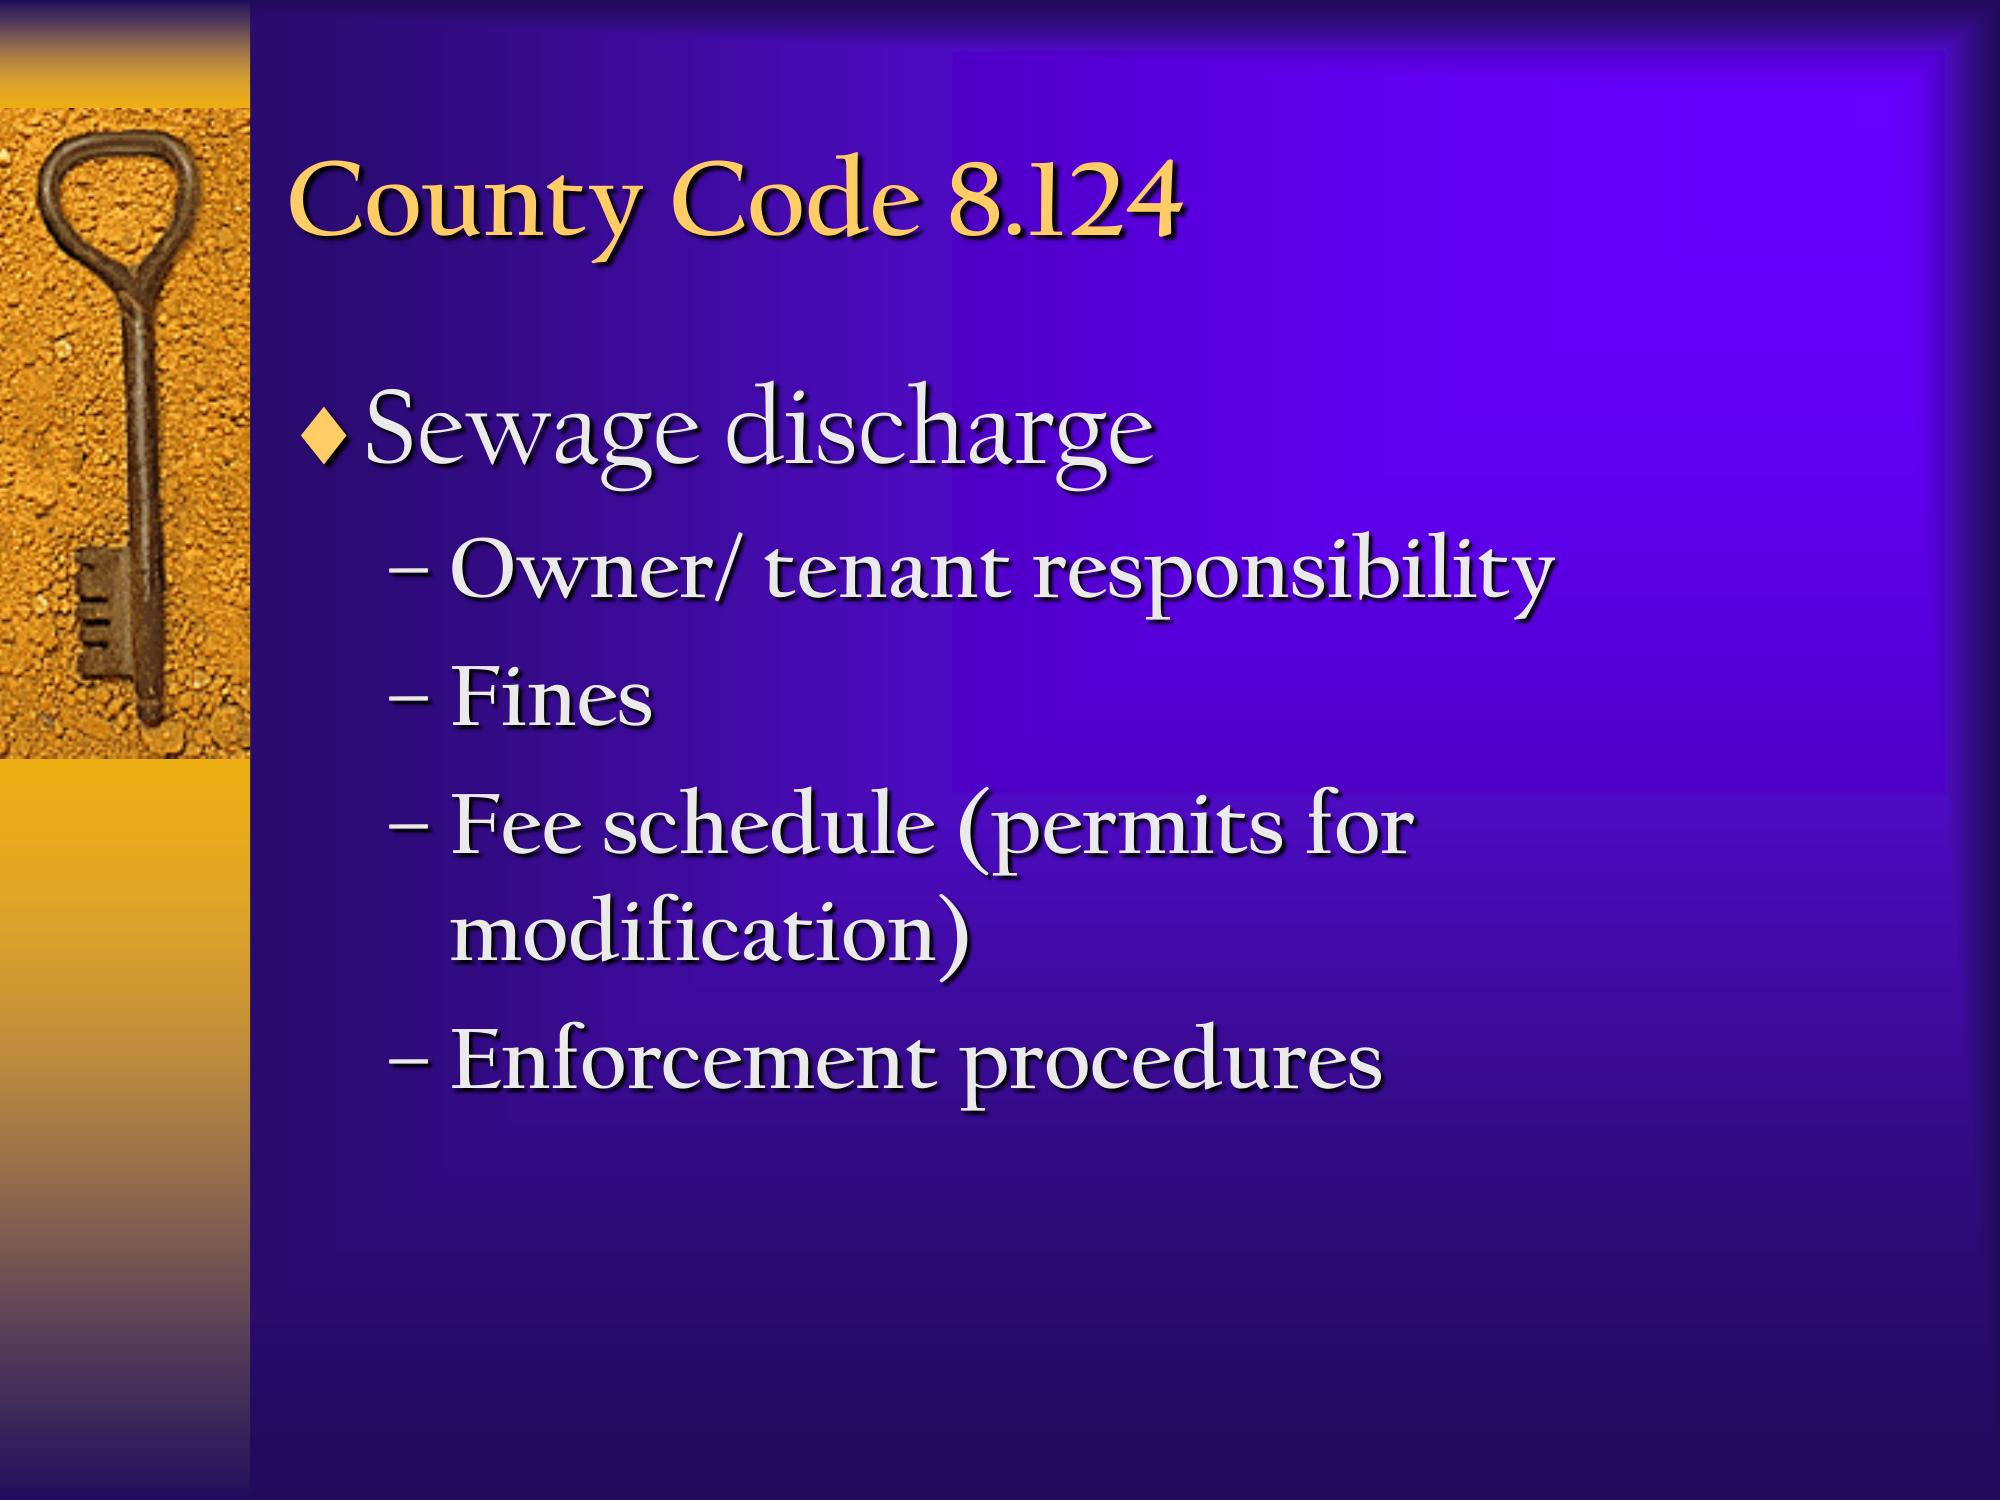 County Code 8.124
♦ Sewage discharge
– Owner/ tenant responsibility
– Fines
– Fee schedule (permits for
modification)
– Enforcement procedures